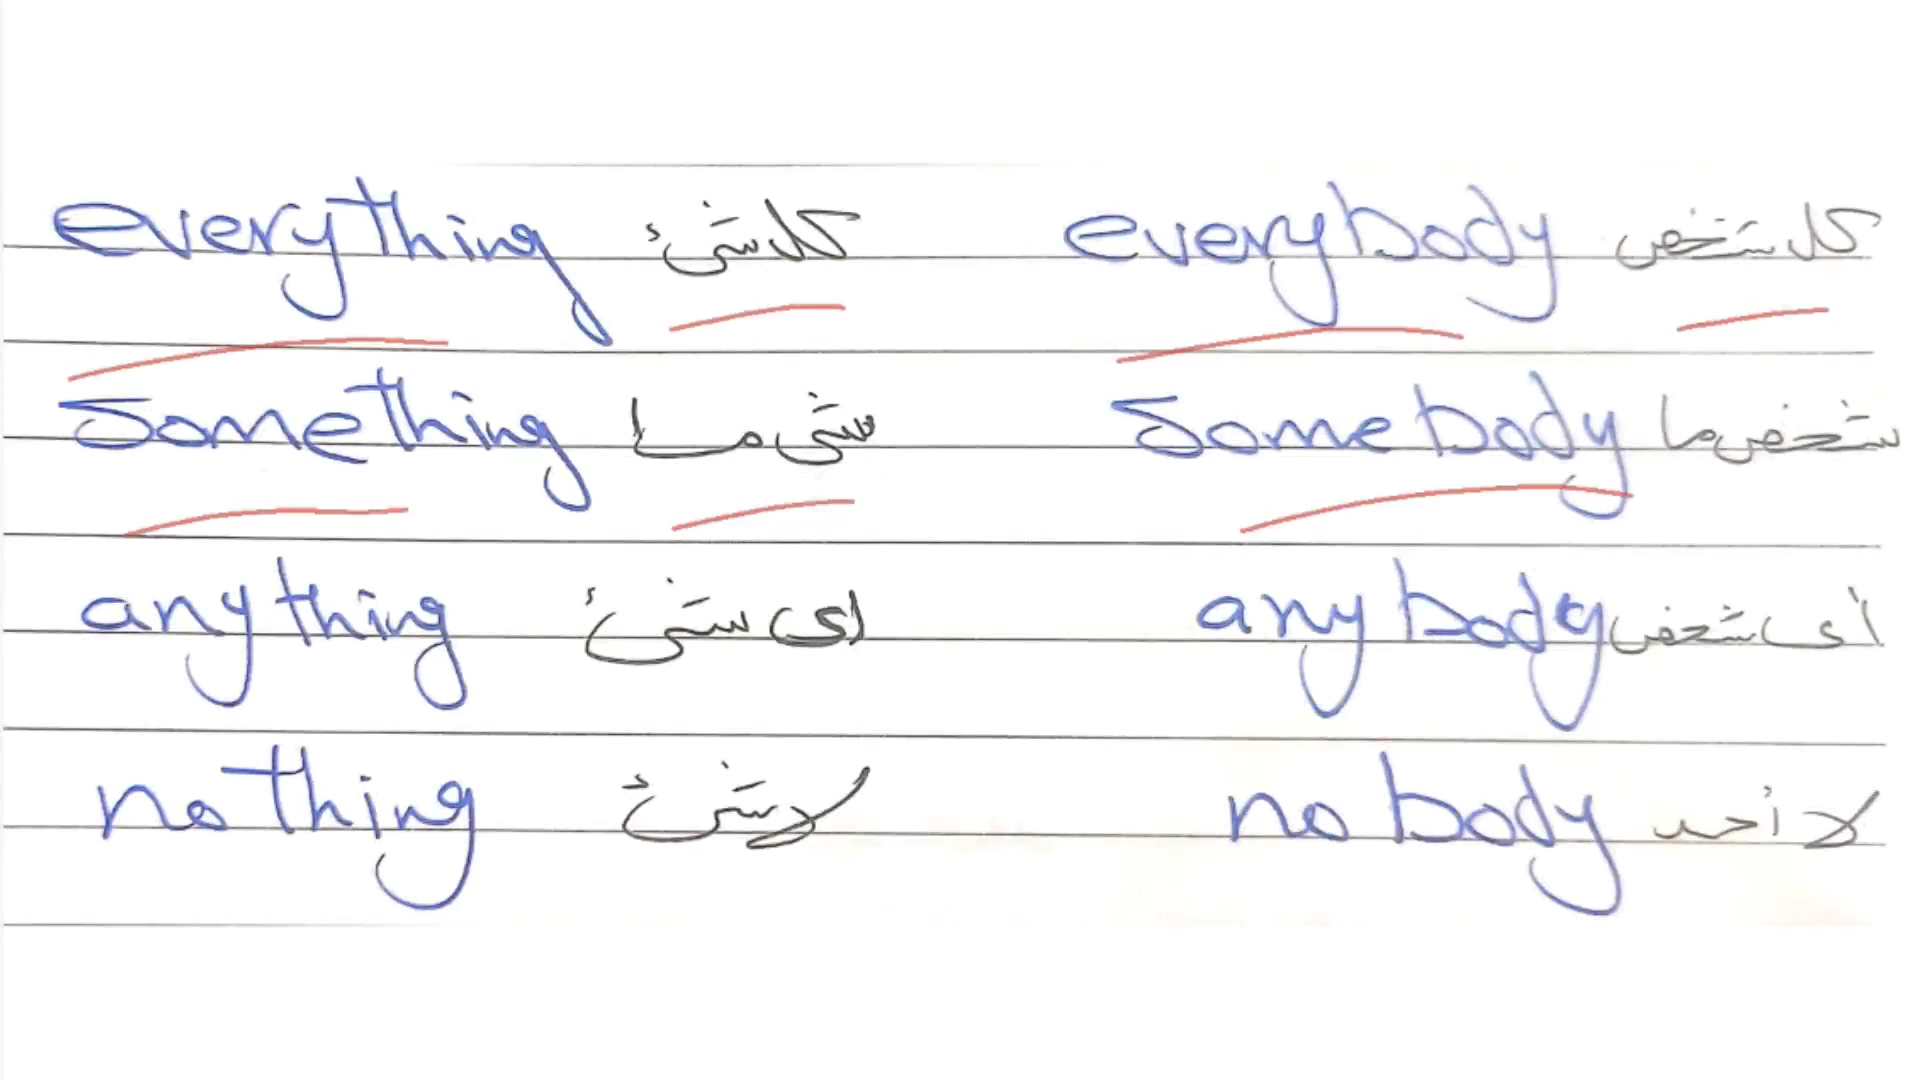 everything كل شئ everybody كل شخص
something شئ ما somebody شخص ما
anything اى شئ anybody أى شخص
nothing لا شئ nobody لا أحد